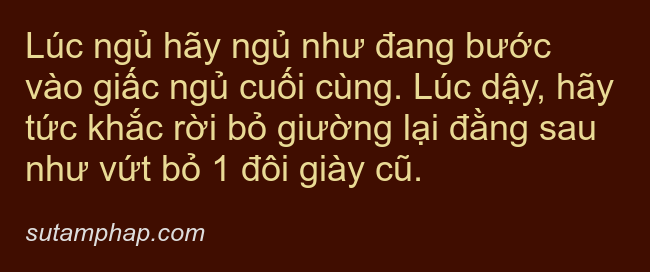 Lúc ngủ hãy ngủ như đang bước
vào giấc ngủ cuối cùng. Lúc dậy, hãy
tức khắc rời bỏ giường lại đằng sau
như vứt bỏ 1 đôi giày cũ.
sutamphap.com